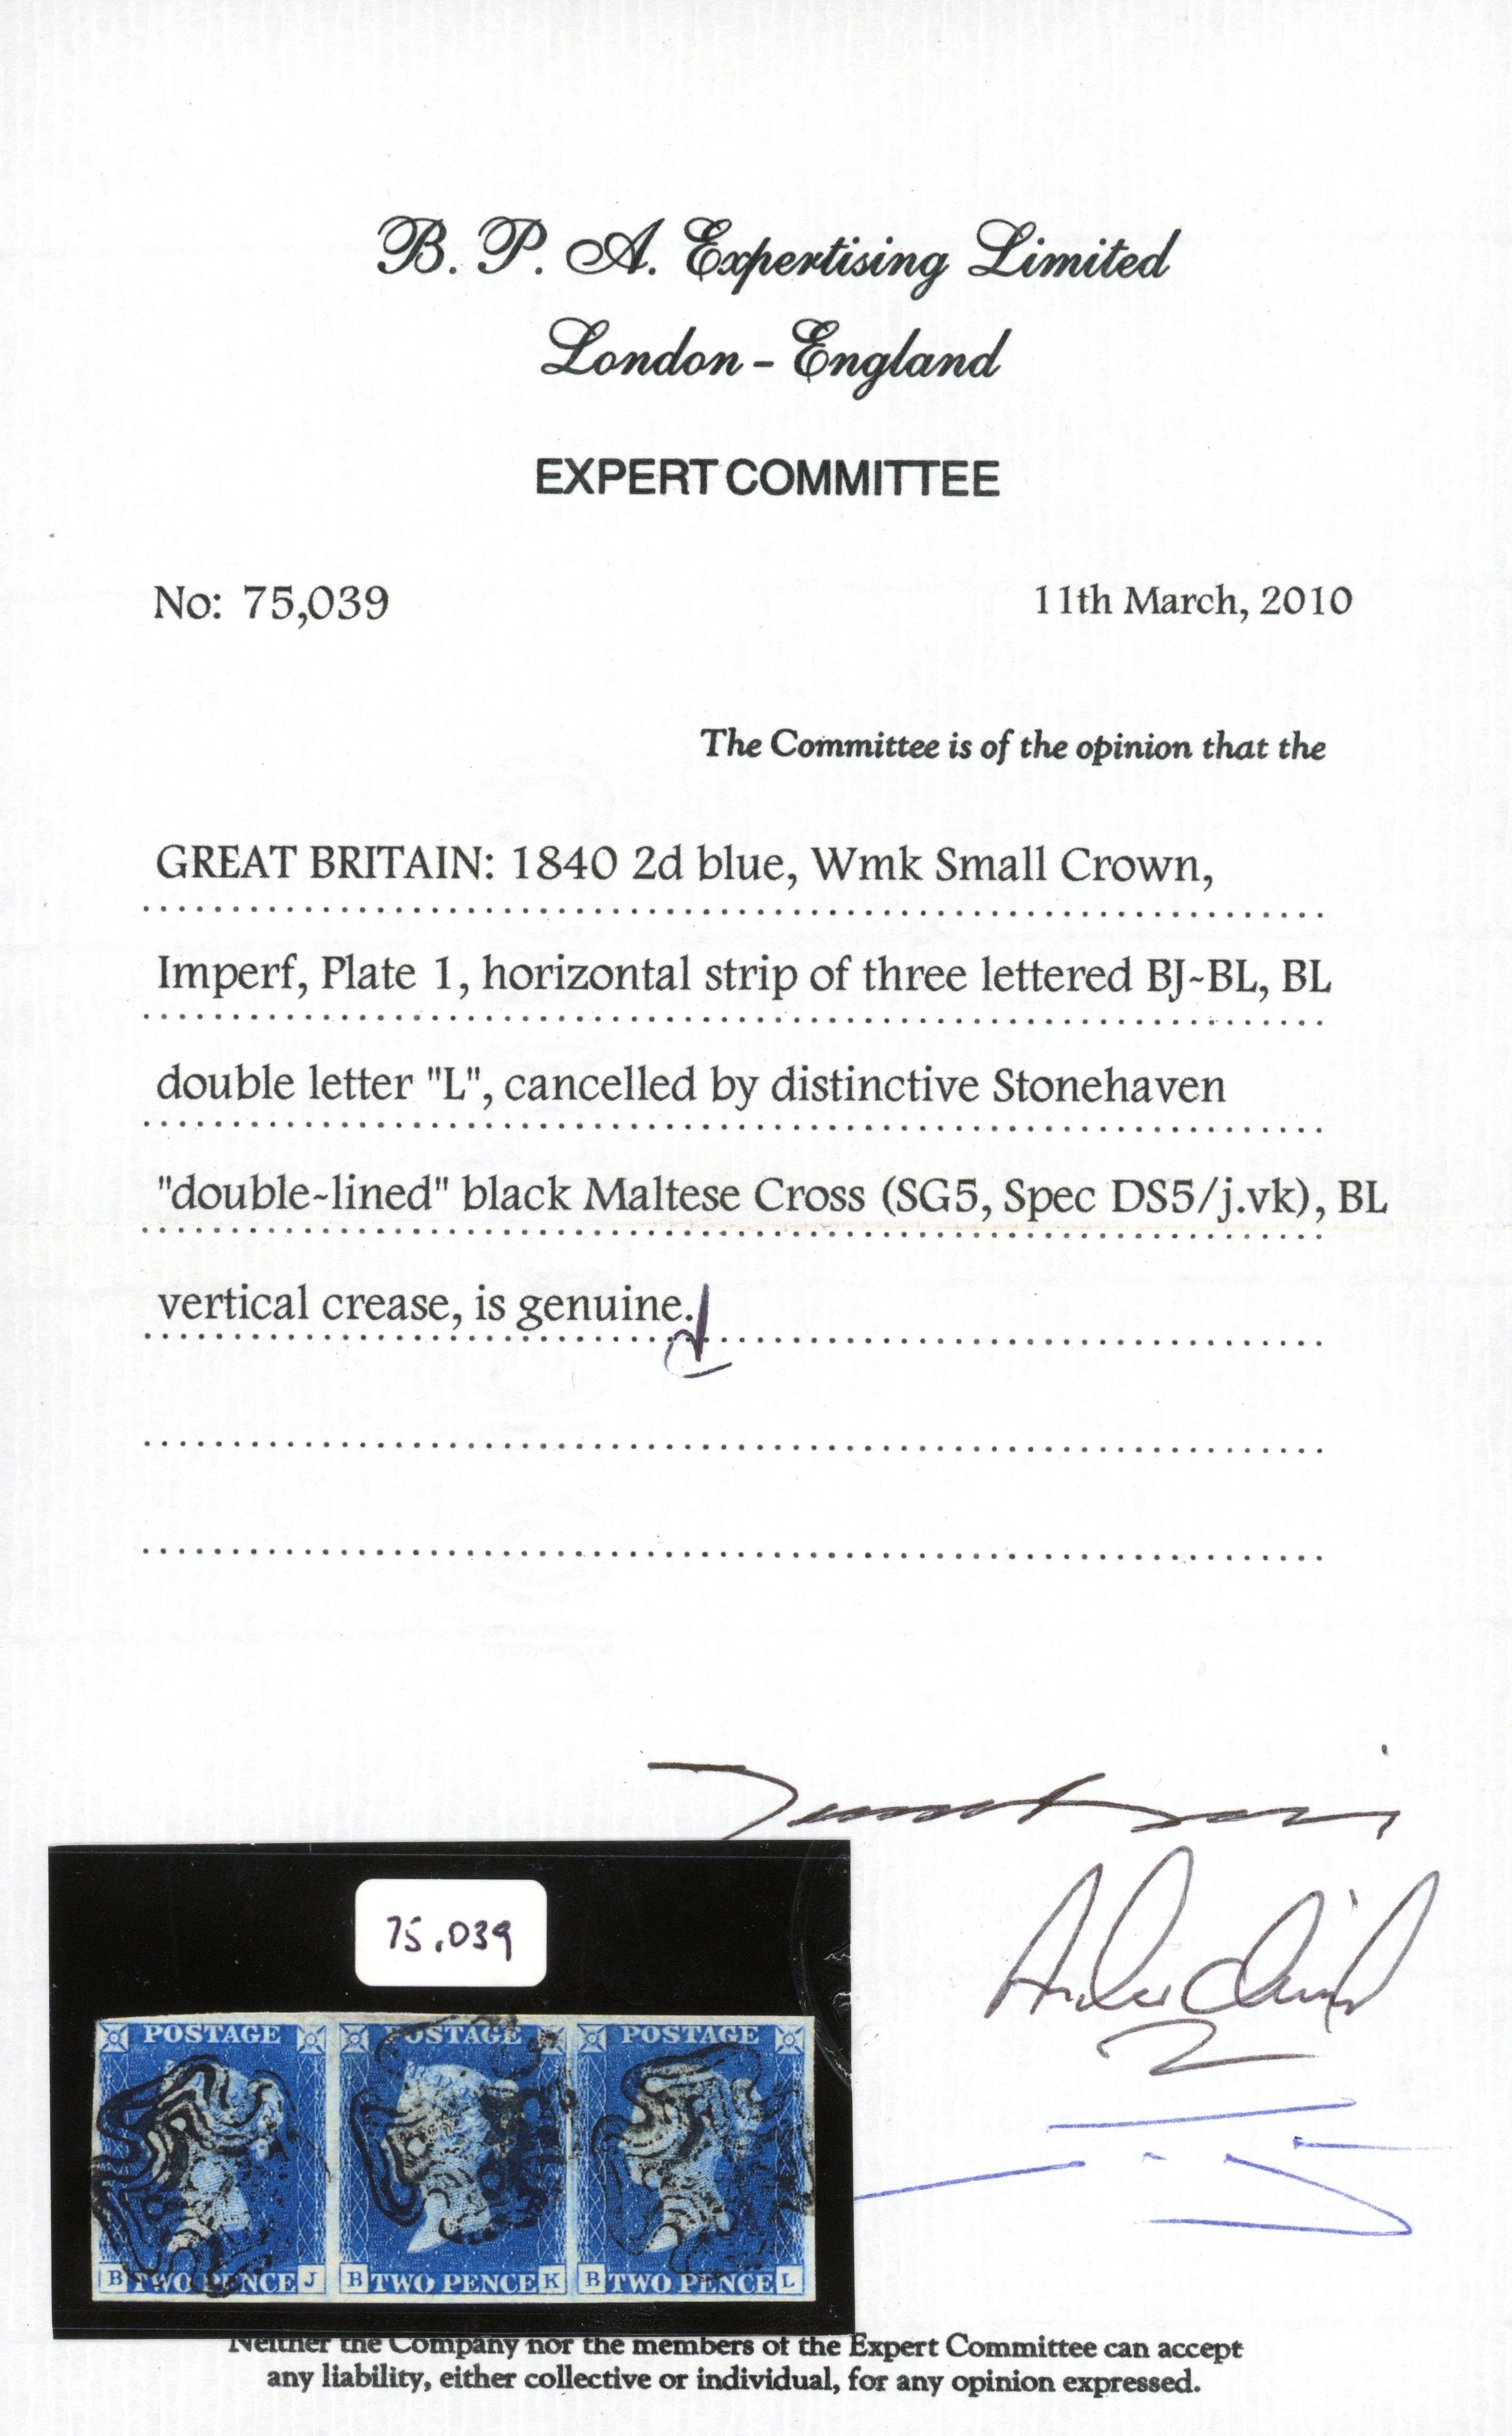 B. P. A. Expertising Limited
London - England
EXPERT COMMITTEE
No: 75,039 11th March, 2010
The Committee is of the opinion that the
GREAT BRITAIN: 1840 2d blue, Wmk Small Crown,
Imperf, Plate 1, horizontal strip of three lettered BJ-BL, BL
double letter "L", cancelled by distinctive Stonehaven
"double-lined" black Maltese Cross (SG5, Spec DS5/j.vk), BL
vertical crease, is genuine.
75.039
POSTAGE POSTAGE POSTAGE
B TWO PENCE J B TWO PENCE K B TWO PENCE L
Neither the Company nor the members of the Expert Committee can accept
any liability, either collective or individual, for any opinion expressed.